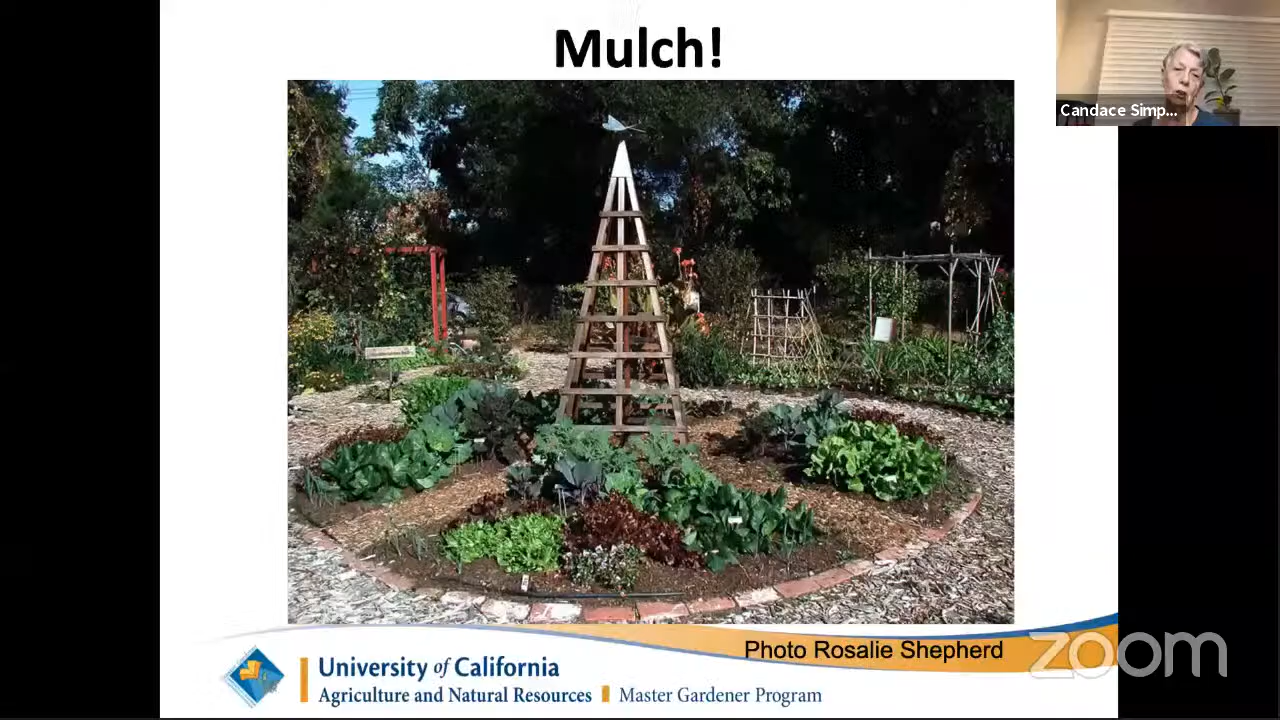 Mulch!
Candace Simp...
Photo Rosalie Shepherd
zoom
University of California
Agriculture and Natural Resources Master Gardener Program